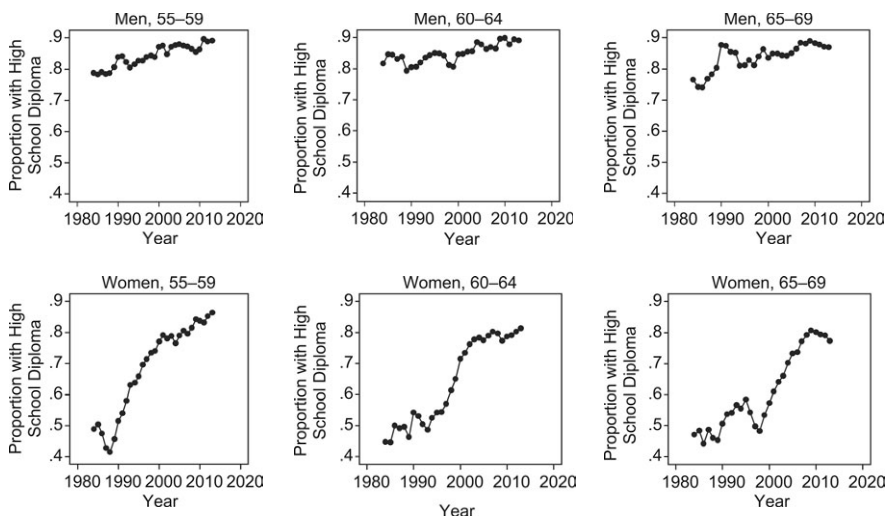 Men, 55–59
Proportion with High
School Diploma
.9
.8
.7
.6
.5
.4
1980 1990 2000 2010 2020
Year
Men, 60–64
Proportion with High
School Diploma
.9
.8
.7
.6
.5
.4
1980 1990 2000 2010 2020
Year
Men, 65–69
Proportion with High
School Diploma
.9
.8
.7
.6
.5
.4
1980 1990 2000 2010 2020
Year
Women, 55–59
Proportion with High
School Diploma
.9
.8
.7
.6
.5
.4
1980 1990 2000 2010 2020
Year
Women, 60–64
Proportion with High
School Diploma
.9
.8
.7
.6
.5
.4
1980 1990 2000 2010 2020
Year
Women, 65–69
Proportion with High
School Diploma
.9
.8
.7
.6
.5
.4
1980 1990 2000 2010 2020
Year